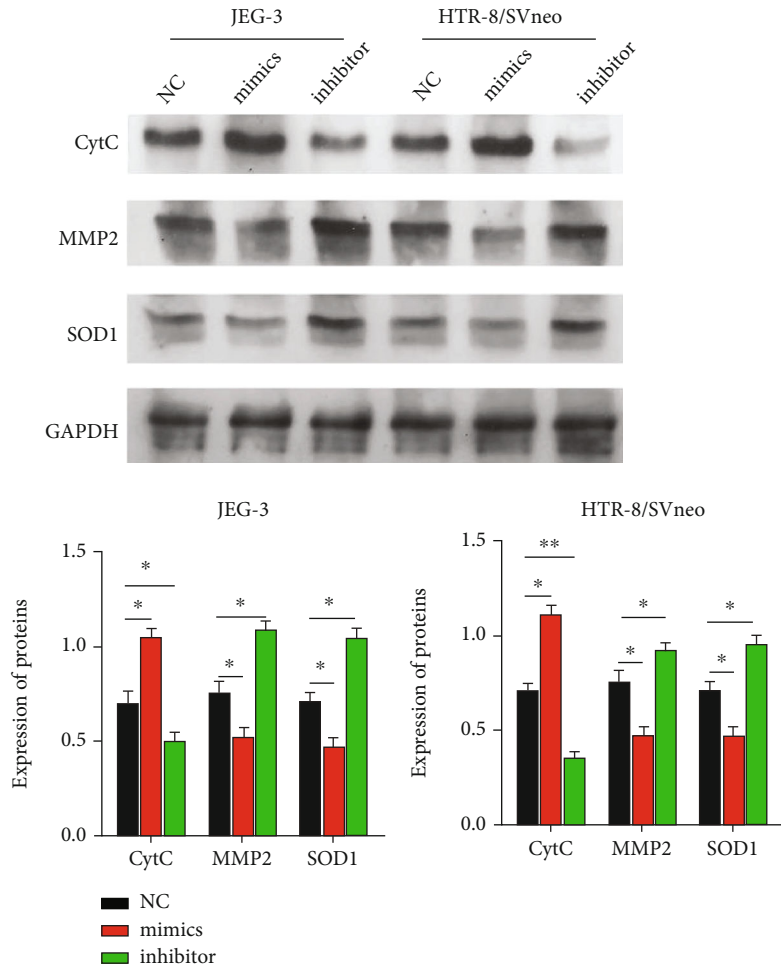 JEG-3 HTR-8/SVneo
NC mimics inhibitor NC mimics inhibitor
CytC
MMP2
SOD1
GAPDH
JEG-3
Expression of proteins
1.5
1.0
0.5
0.0
* * * * * *
CytC MMP2 SOD1
HTR-8/SVneo
Expression of proteins
1.5
1.0
0.5
0.0
** * * * * *
CytC MMP2 SOD1
NC
mimics
inhibitor